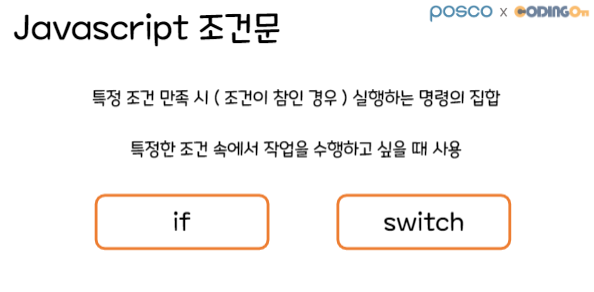 Javascript 조건문
posco x CODINGOn
특정 조건 만족 시 ( 조건이 참인 경우 ) 실행하는 명령의 집합
특정한 조건 속에서 작업을 수행하고 싶을 때 사용
if
switch